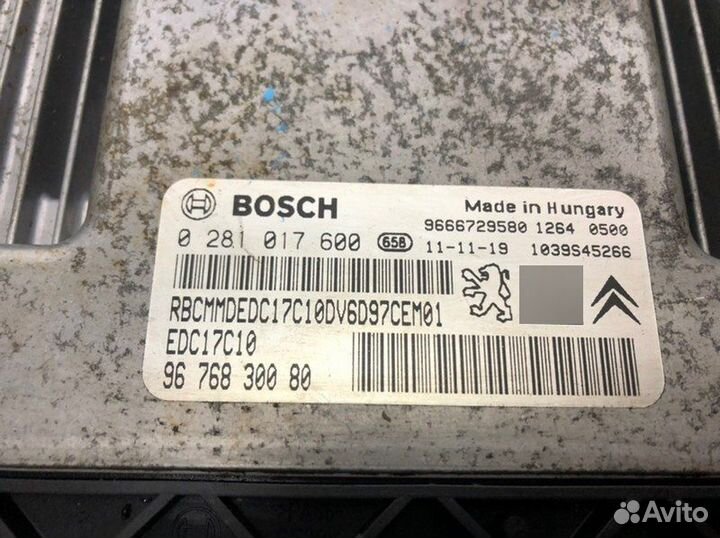 BOSCH
Made in Hungary
9666729580 1264 0500
0 281 017 600 658 11-11-19 1039S45266
RBCMMDEDC17C10DV6D97CEM01
EDC17C10
96 768 300 80
Avito